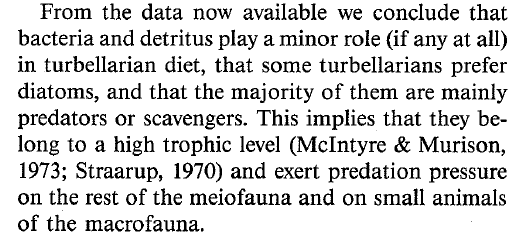 From the data now available we conclude that
bacteria and detritus play a minor role (if any at all)
in turbellarian diet, that some turbellarians prefer
diatoms, and that the majority of them are mainly
predators or scavengers. This implies that they be-
long to a high trophic level (McIntyre & Murison,
1973; Straarup, 1970) and exert predation pressure
on the rest of the meiofauna and on small animals
of the macrofauna.